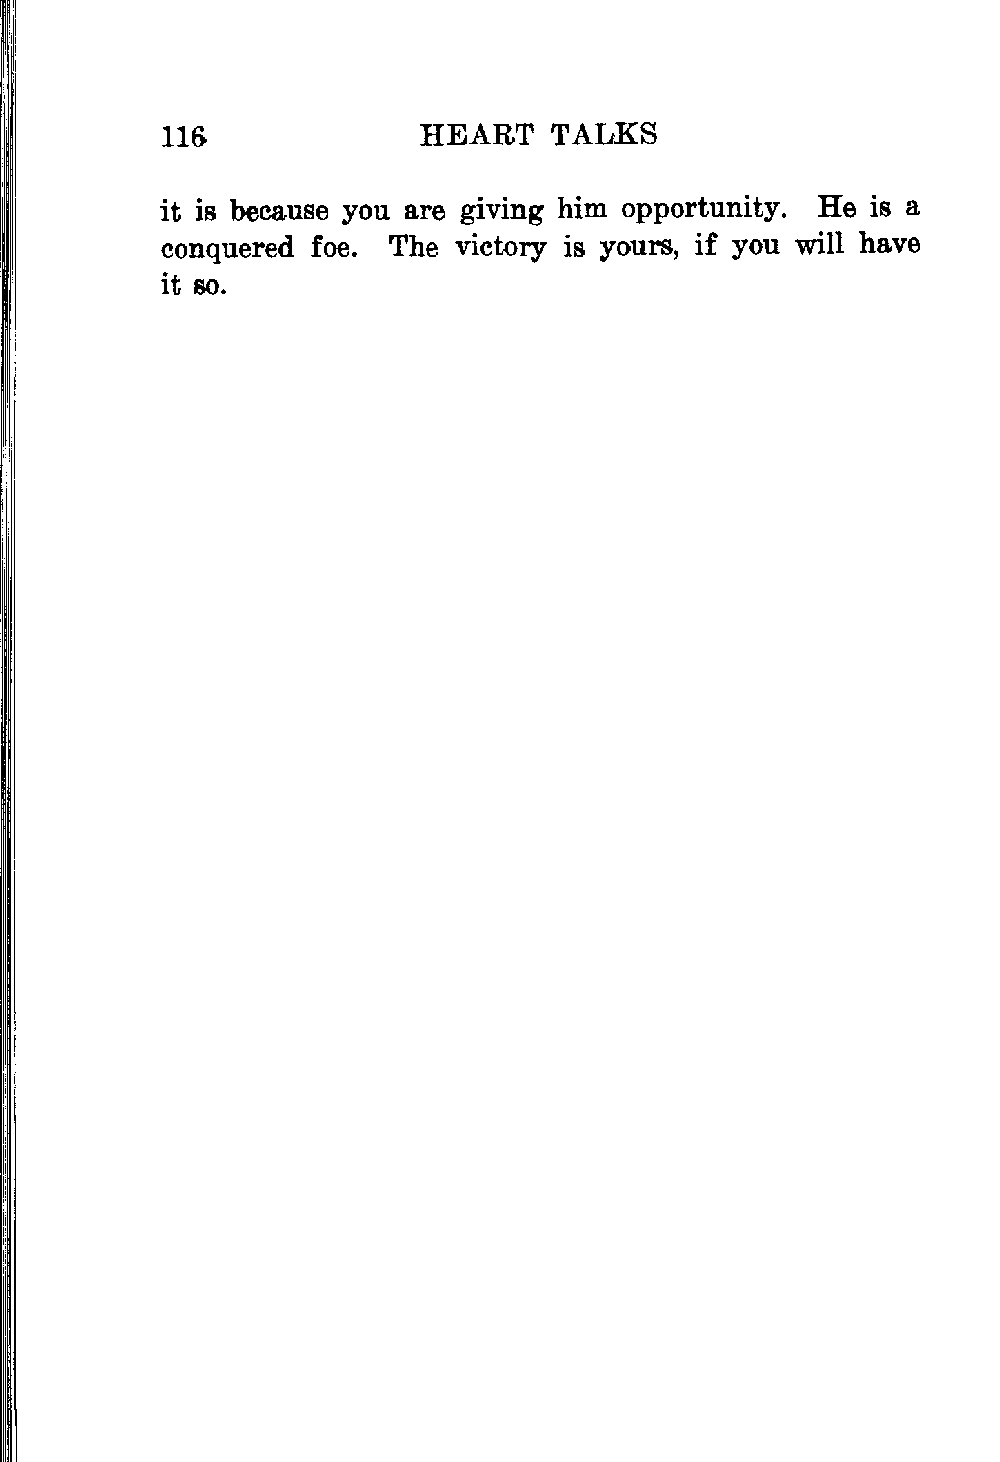 116 HEART TALKS
it is because you are giving him opportunity. He is a
conquered foe. The victory is yours, if you will have
it so.